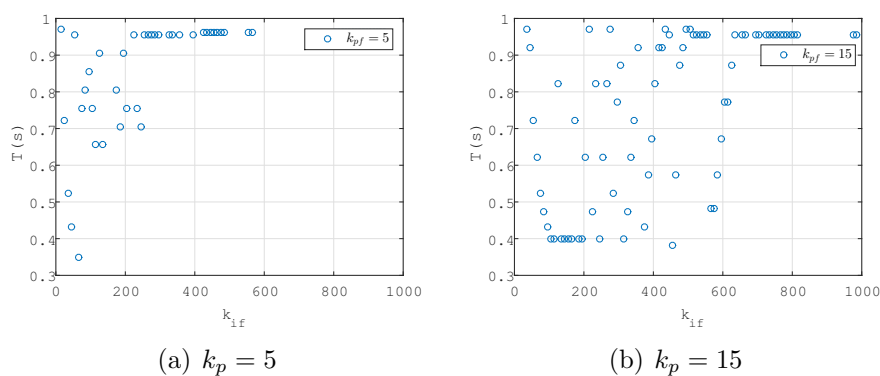 1
0.9
0.8
0.7
0.6
0.5
0.4
0.3
T(s)
0 200 400 600 800 1000
k_if
k_pf = 5
(a) k_p = 5
1
0.9
0.8
0.7
0.6
0.5
0.4
0.3
T(s)
0 200 400 600 800 1000
k_if
k_pf = 15
(b) k_p = 15